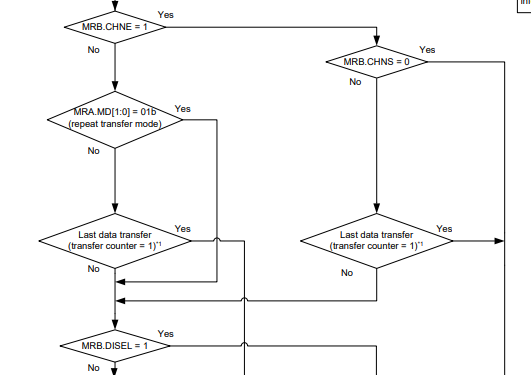 MRB.CHNE = 1
Yes
No
MRB.CHNS = 0
Yes
No
MRA.MD[1:0] = 01b
(repeat transfer mode)
Yes
No
Last data transfer
(transfer counter = 1)*1
Yes
No
Last data transfer
(transfer counter = 1)*1
Yes
No
MRB.DISEL = 1
Yes
No